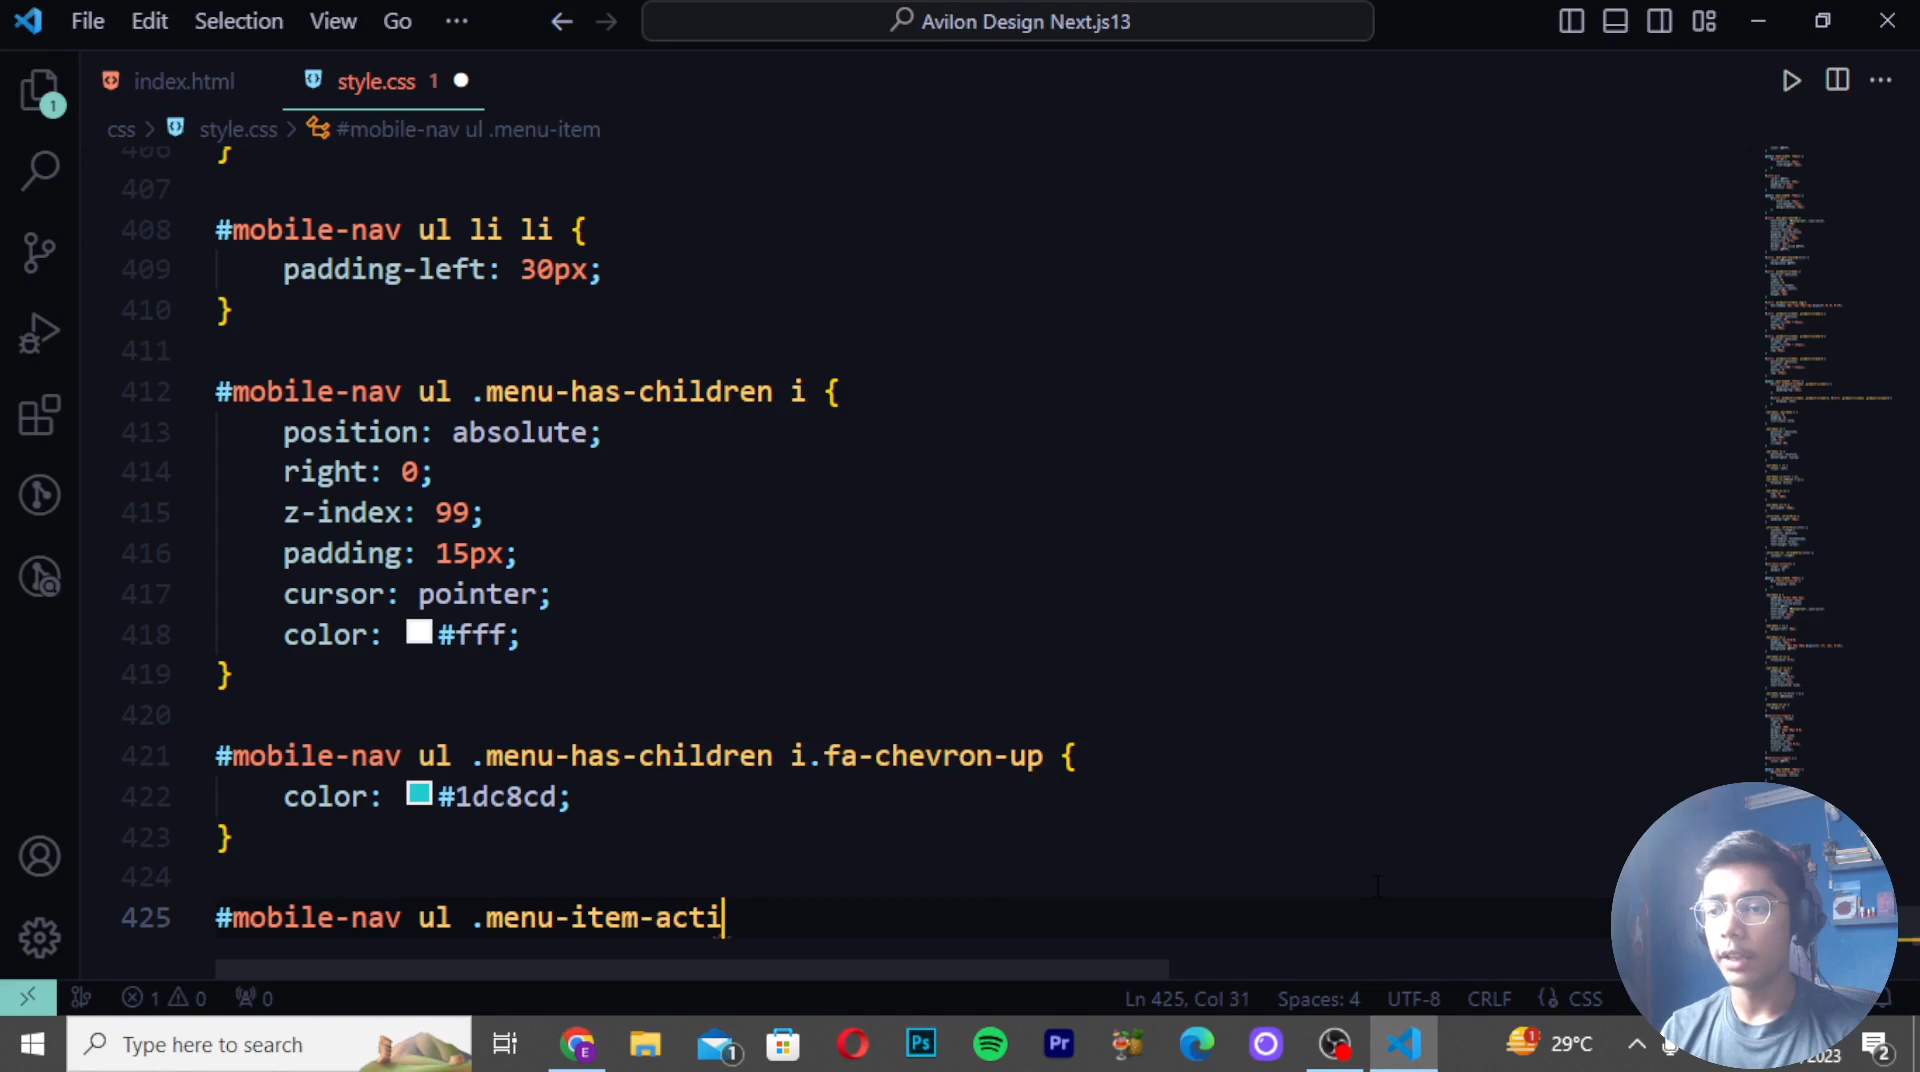 File Edit Selection View Go ··· Avilon Design Next.js13
index.html style.css 1
css > style.css > #mobile-nav ul .menu-item
406 }
407
408 #mobile-nav ul li li {
409 padding-left: 30px;
410 }
411
412 #mobile-nav ul .menu-has-children i {
413 position: absolute;
414 right: 0;
415 z-index: 99;
416 padding: 15px;
417 cursor: pointer;
418 color: #fff;
419 }
420
421 #mobile-nav ul .menu-has-children i.fa-chevron-up {
422 color: #1dc8cd;
423 }
424
425 #mobile-nav ul .menu-item-acti
1 0 0 Ln 425, Col 31 Spaces: 4 UTF-8 CRLF CSS
Type here to search 29°C